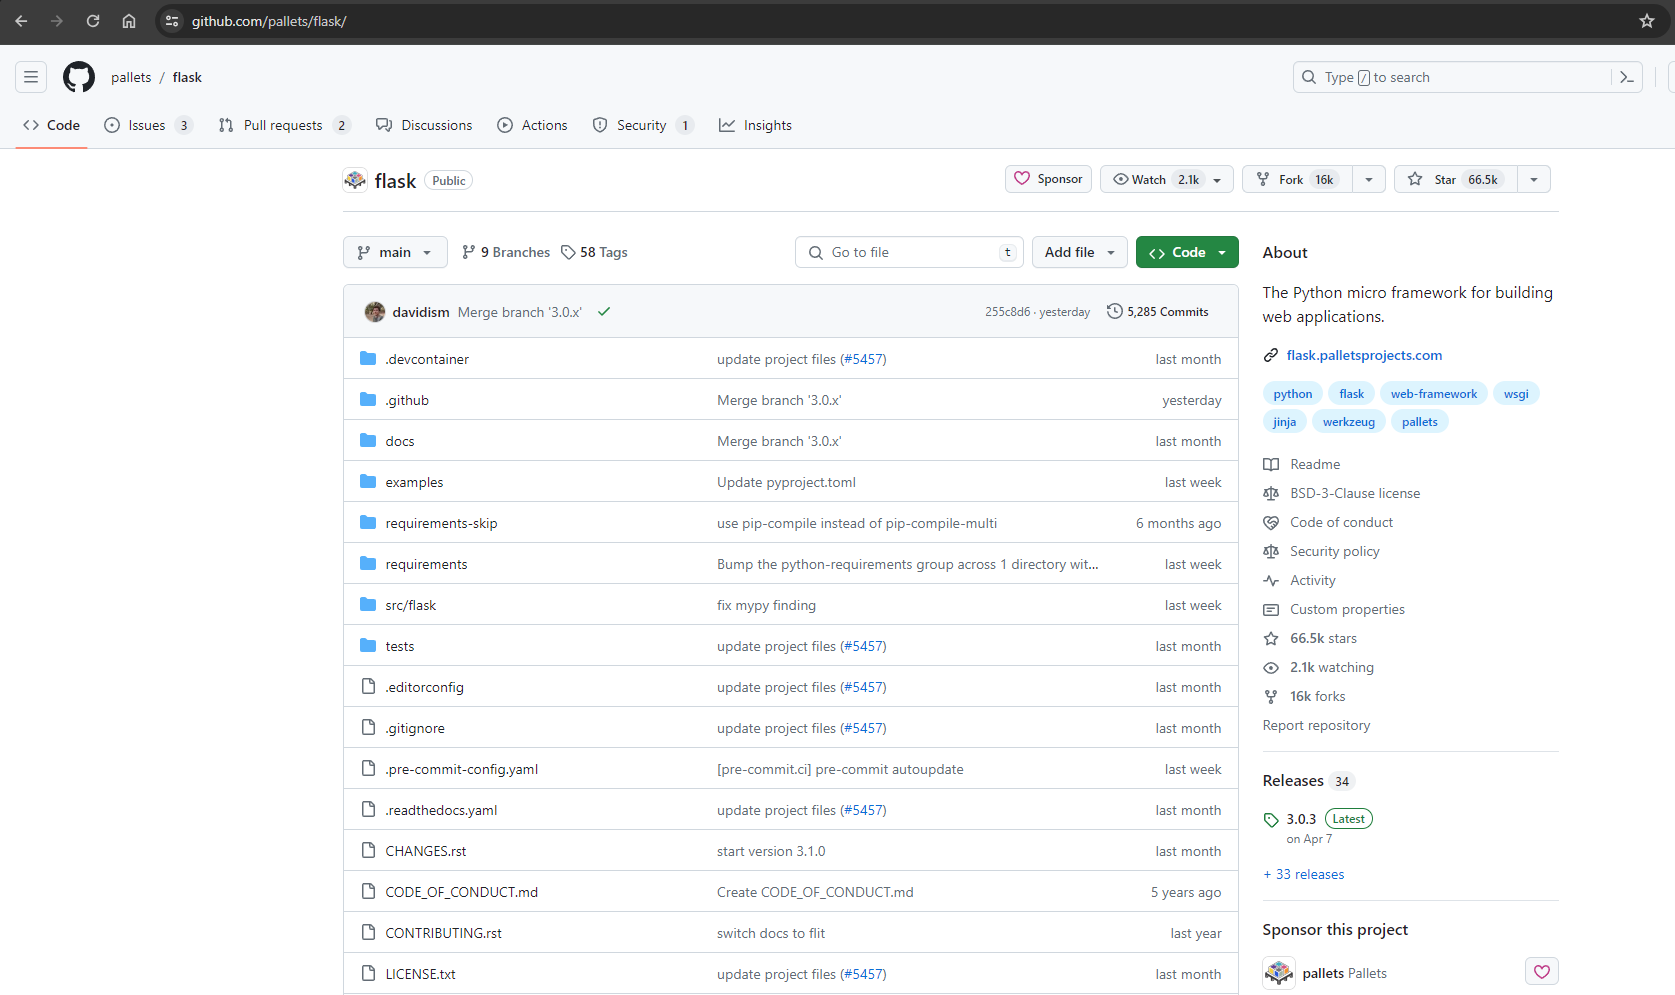 github.com/pallets/flask/
pallets / flask
Type / to search
Code Issues 3 Pull requests 2 Discussions Actions Security 1 Insights
flask Public
Sponsor Watch 2.1k Fork 16k Star 66.5k
main 9 Branches 58 Tags Go to file t Add file Code
davidism Merge branch '3.0.x' 255c8d6 · yesterday 5,285 Commits
.devcontainer update project files (#5457) last month
.github Merge branch '3.0.x' yesterday
docs Merge branch '3.0.x' last month
examples Update pyproject.toml last week
requirements-skip use pip-compile instead of pip-compile-multi 6 months ago
requirements Bump the python-requirements group across 1 directory wit... last week
src/flask fix mypy finding last week
tests update project files (#5457) last month
.editorconfig update project files (#5457) last month
.gitignore update project files (#5457) last month
.pre-commit-config.yaml [pre-commit.ci] pre-commit autoupdate last week
.readthedocs.yaml update project files (#5457) last month
CHANGES.rst start version 3.1.0 last month
CODE_OF_CONDUCT.md Create CODE_OF_CONDUCT.md 5 years ago
CONTRIBUTING.rst switch docs to flit last year
LICENSE.txt update project files (#5457) last month
About
The Python micro framework for building
web applications.
flask.palletsprojects.com
python flask web-framework wsgi
jinja werkzeug pallets
Readme
BSD-3-Clause license
Code of conduct
Security policy
Activity
Custom properties
66.5k stars
2.1k watching
16k forks
Report repository
Releases 34
3.0.3 Latest
on Apr 7
+ 33 releases
Sponsor this project
pallets Pallets